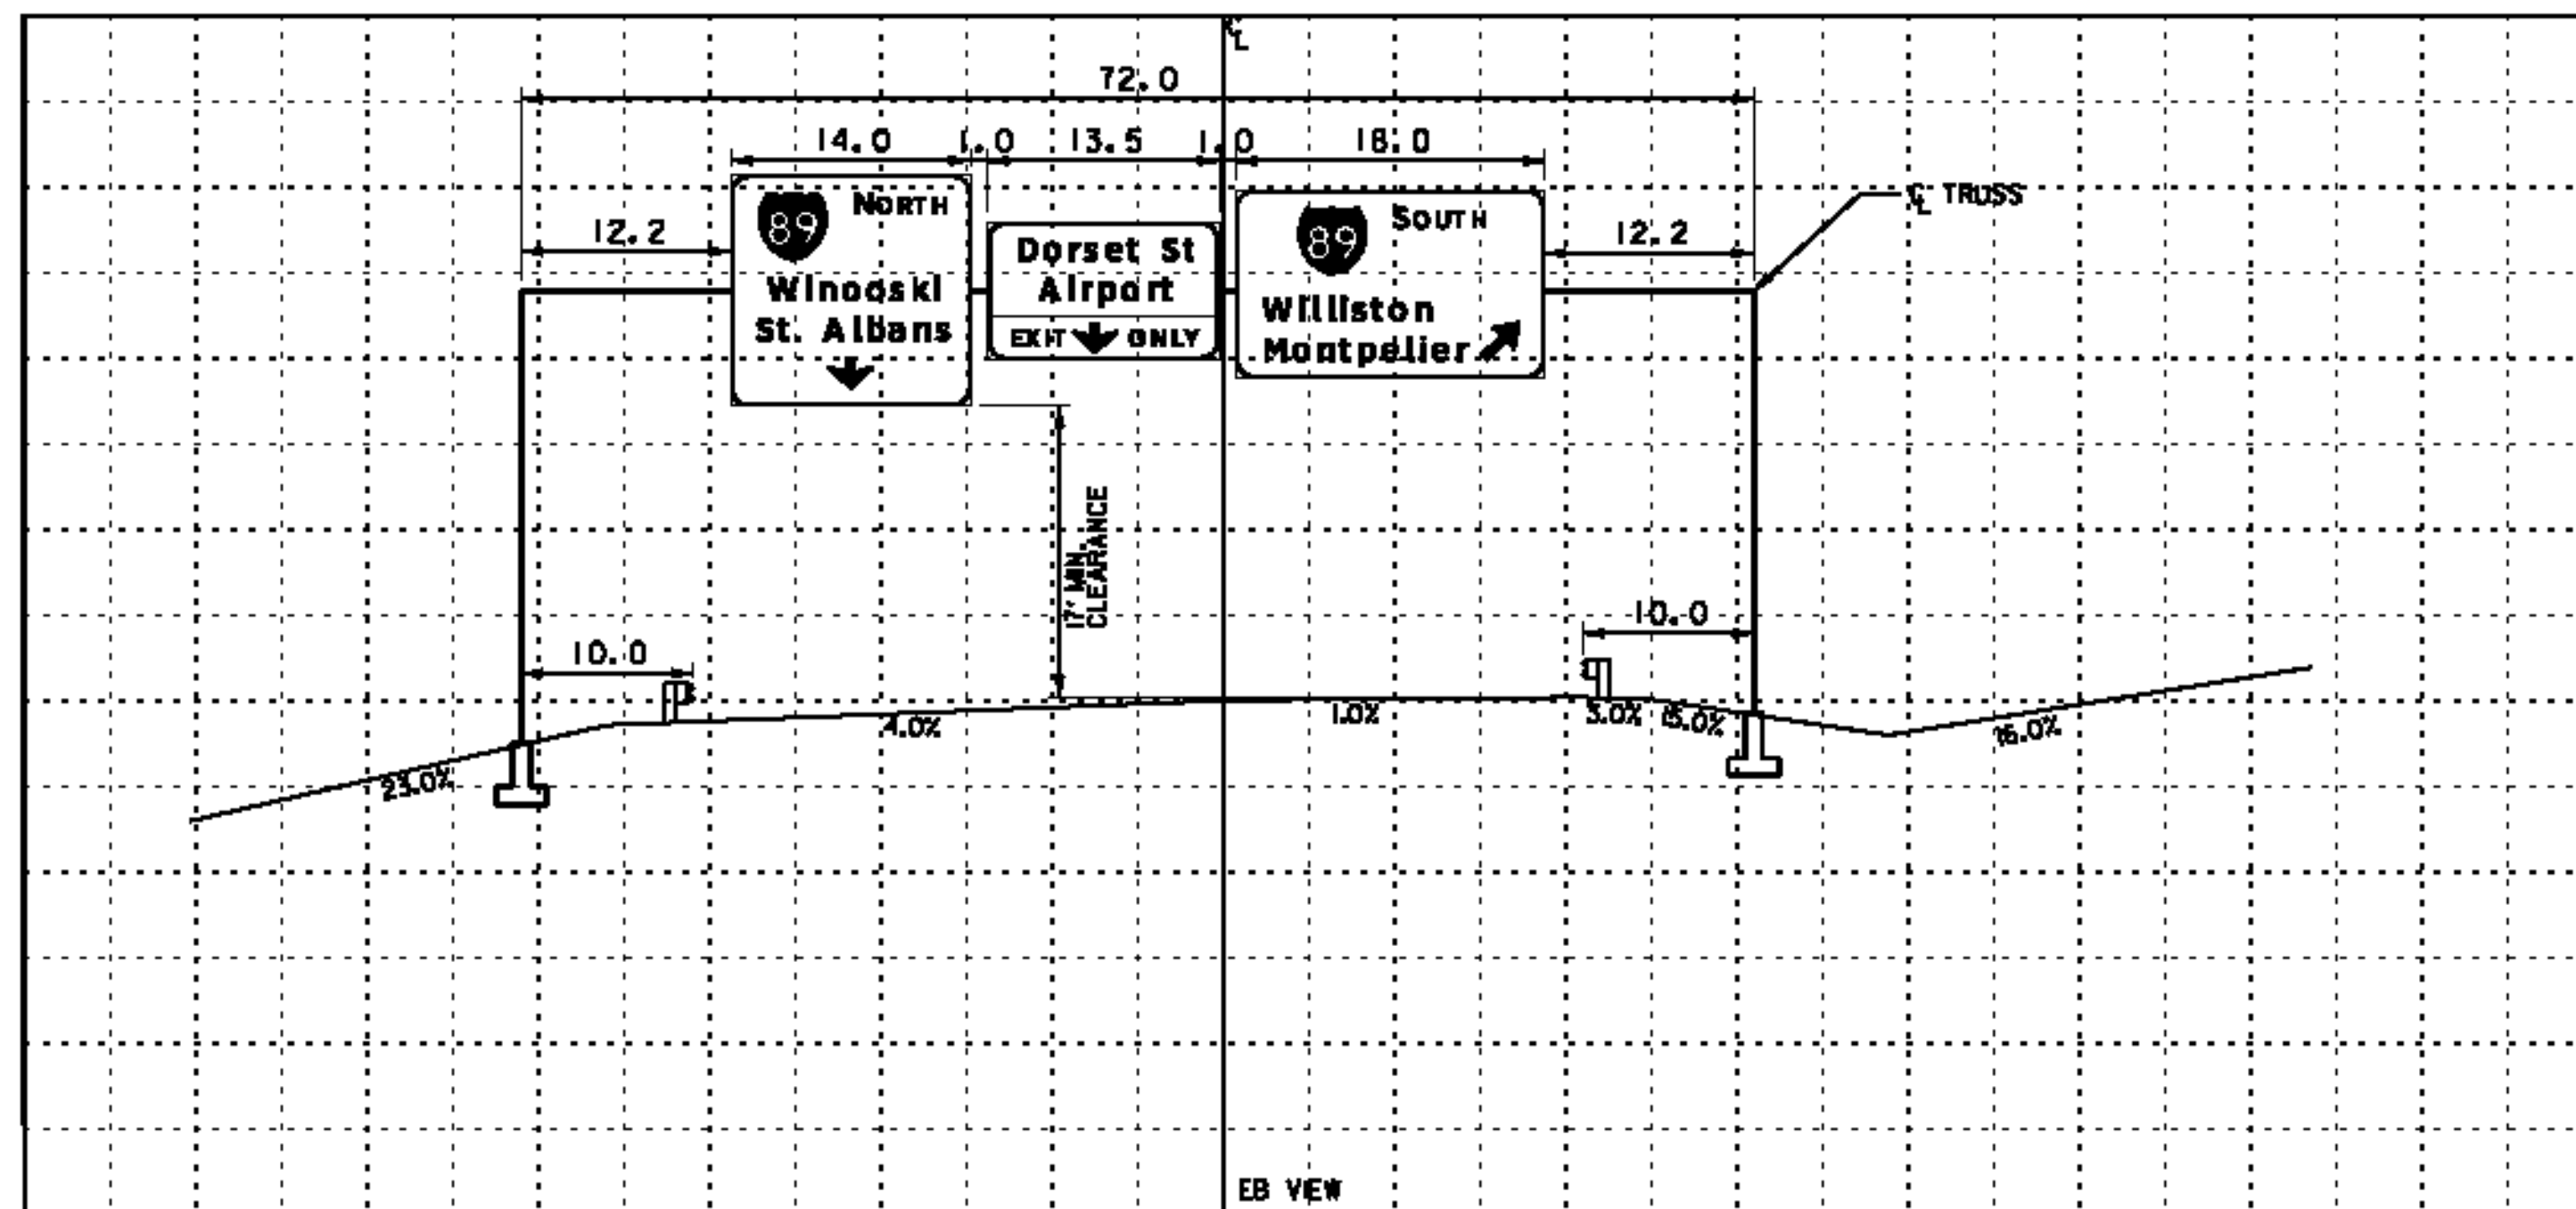 ℄
72.0
14.0 1.0 13.5 1.0 18.0
12.2
12.2
℄ TRUSS
89 NORTH
Winooski
St. Albans
Dorset St
Airport
EXIT ONLY
89 SOUTH
Williston
Montpelier
17' MIN.
CLEARANCE
10.0
10.0
23.0%
4.0%
1.0%
3.0%
15.0%
16.0%
EB VIEW